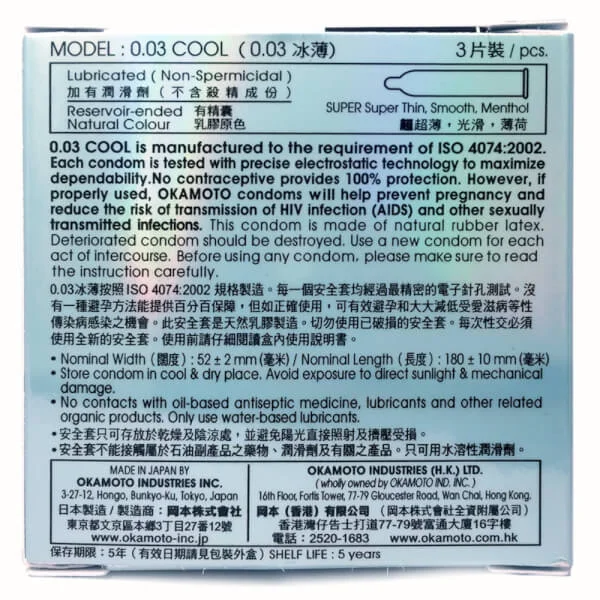 MODEL : 0.03 COOL ( 0.03 冰薄) 3片裝 / pcs.
Lubricated ( Non-Spermicidal )
加有潤滑劑 ( 不含殺精成份 )
Reservoir-ended 有精囊
Natural Colour 乳膠原色
SUPER Super Thin, Smooth, Menthol
超超薄，光滑，薄荷
0.03 COOL is manufactured to the requirement of ISO 4074:2002.
Each condom is tested with precise electrostatic technology to maximize
dependability.No contraceptive provides 100% protection. However, if
properly used, OKAMOTO condoms will help prevent pregnancy and
reduce the risk of transmission of HIV infection (AIDS) and other sexually
transmitted infections. This condom is made of natural rubber latex.
Deteriorated condom should be destroyed. Use a new condom for each
act of intercourse. Before using any condom, please make sure to read
the instruction carefully.
0.03冰薄按照 ISO 4074:2002 規格製造。每一個安全套均經過最精密的電子針孔測試。沒
有一種避孕方法能提供百分百保障，但如正確使用，可有效避孕和大大減低受愛滋病等性
傳染病感染之機會。此安全套是天然乳膠製造。切勿使用已破損的安全套。每次性交必須
使用全新的安全套。使用前請仔細閱讀盒內使用說明書。
• Nominal Width (闊度) : 52 ± 2 mm (毫米) / Nominal Length (長度) : 180 ± 10 mm (毫米)
• Store condom in cool & dry place. Avoid exposure to direct sunlight & mechanical
damage.
• No contacts with oil-based antiseptic medicine, lubricants and other related
organic products. Only use water-based lubricants.
• 安全套只可存放於乾燥及陰涼處，並避免陽光直接照射及擠壓受損。
• 安全套不能接觸屬於石油副產品之藥物、潤滑劑及有關之產品。只可用水溶性潤滑劑。
MADE IN JAPAN BY
OKAMOTO INDUSTRIES INC.
3-27-12, Hongo, Bunkyo-Ku, Tokyo, Japan
日本製造 / 製造商 : 岡本株式会社
東京都文京區本鄉3丁目27番12號
www.okamoto-inc.jp
OKAMOTO INDUSTRIES (H.K.) LTD.
( wholly owned by OKAMOTO IND. INC. )
16th Floor, Fortis Tower, 77-79 Gloucester Road, Wan Chai, Hong Kong.
岡本 (香港) 有限公司 (岡本株式會社全資附屬公司)
香港灣仔告士打道77-79號富通大廈16字樓
電話 : 2520-1683 www.okamoto.com.hk
保存期限 : 5年 (有效日期請見包裝外盒) SHELF LIFE : 5 years